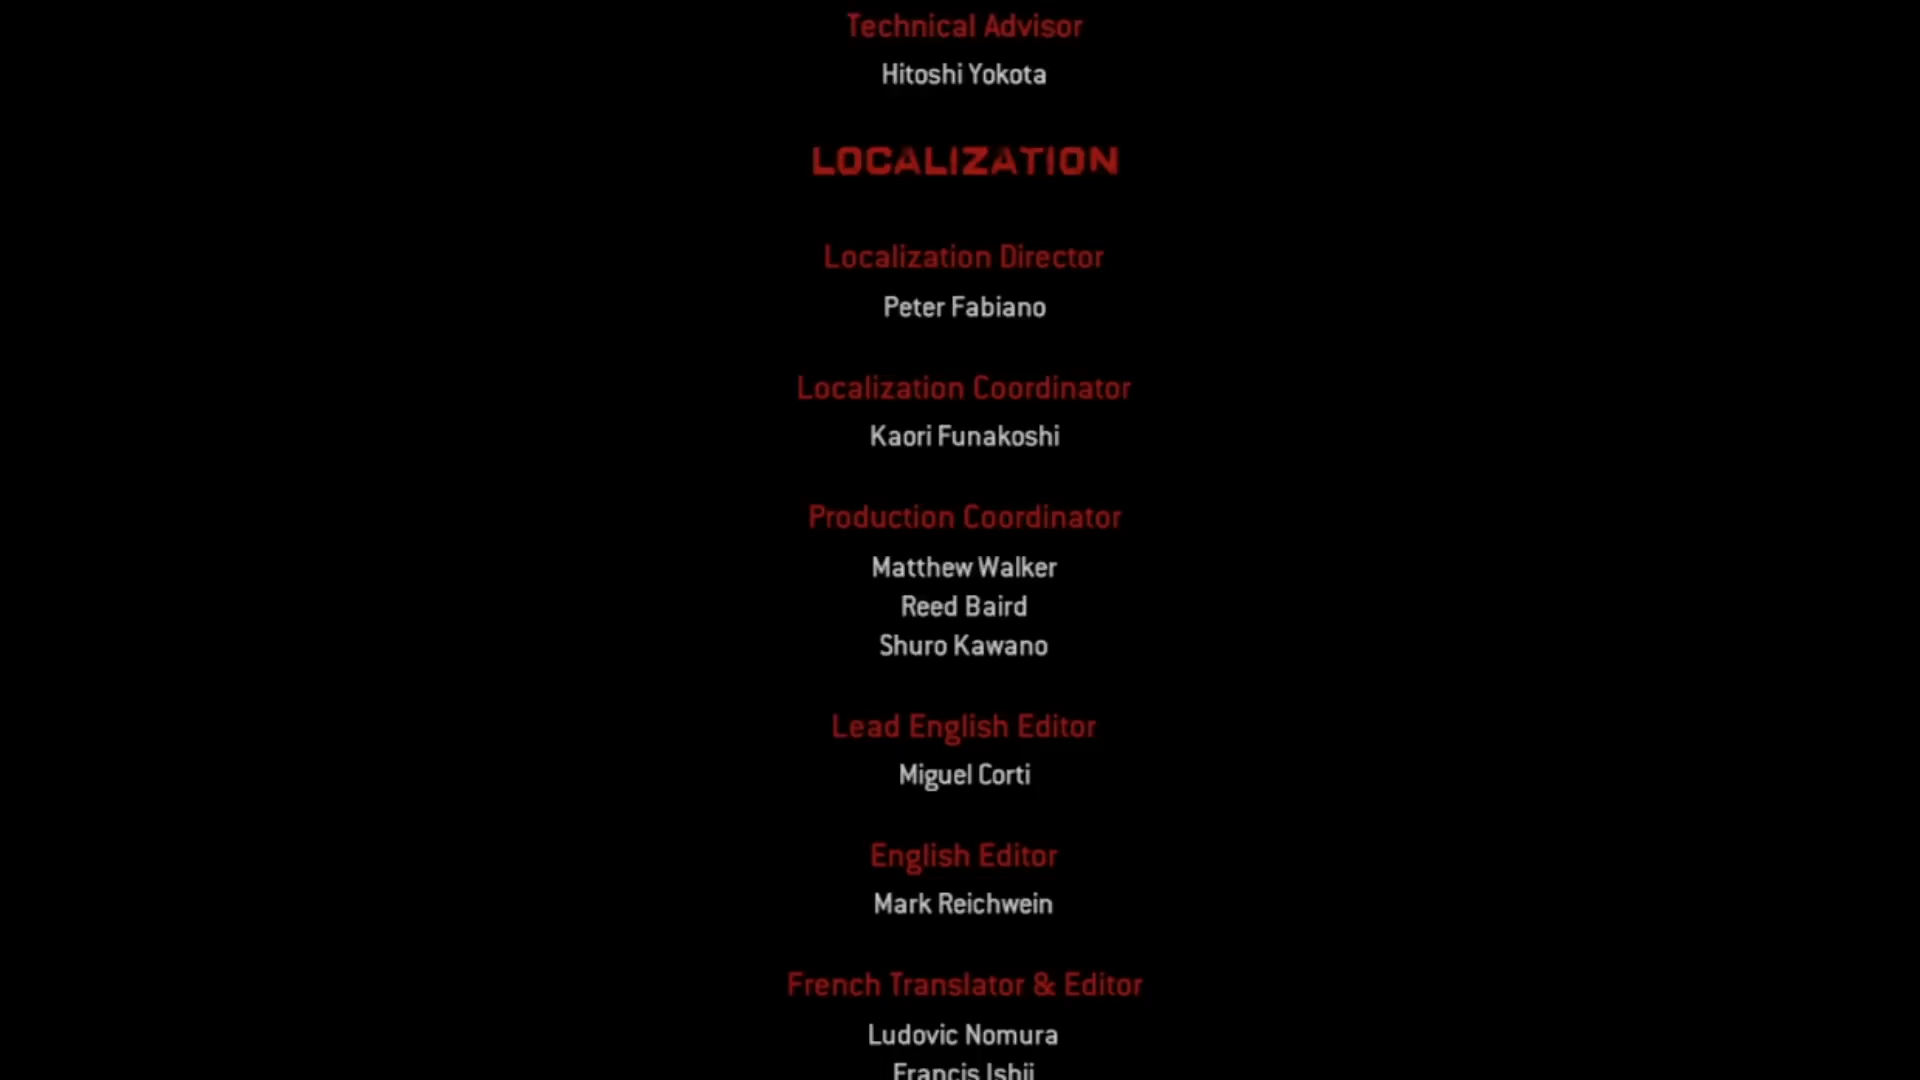 Technical Advisor
Hitoshi Yokota
LOCALIZATION
Localization Director
Peter Fabiano
Localization Coordinator
Kaori Funakoshi
Production Coordinator
Matthew Walker
Reed Baird
Shuro Kawano
Lead English Editor
Miguel Corti
English Editor
Mark Reichwein
French Translator & Editor
Ludovic Nomura
Francis Ishii